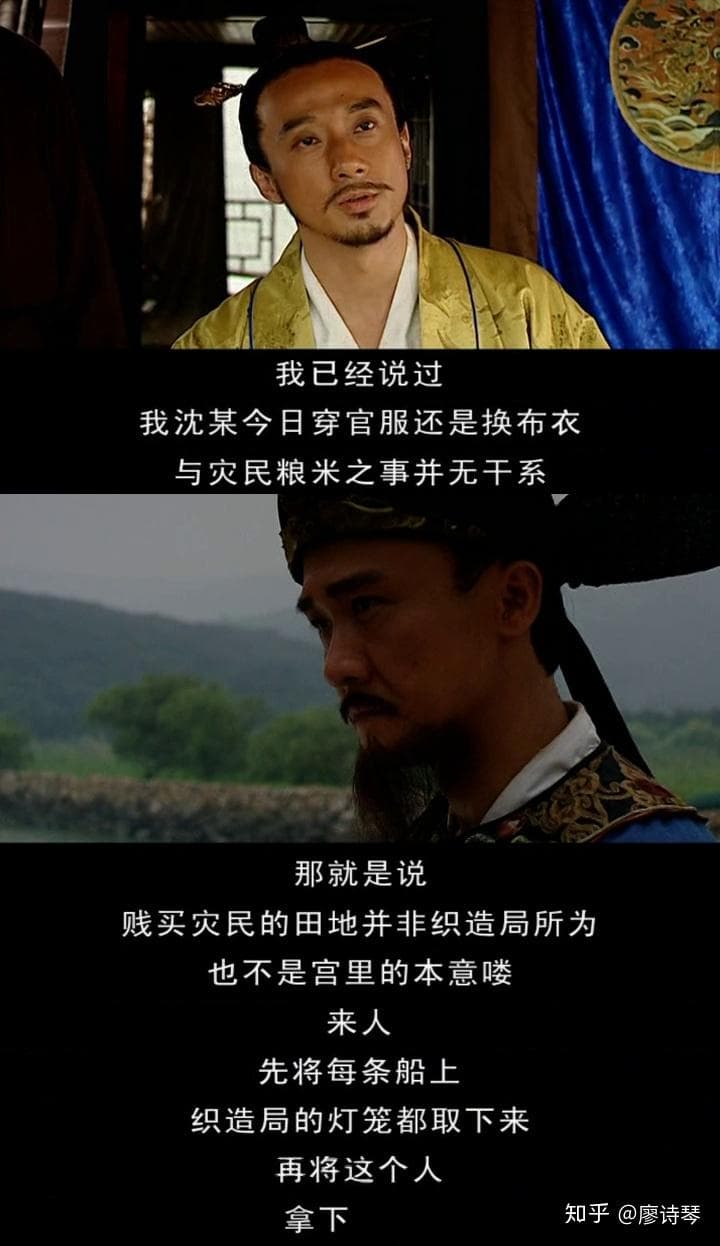 我已经说过
我沈某今日穿官服还是换布衣
与灾民粮米之事并无干系
那就是说
贱买灾民的田地并非织造局所为
也不是宫里的本意喽
来人
先将每条船上
织造局的灯笼都取下来
再将这个人
拿下
知乎 @廖诗琴